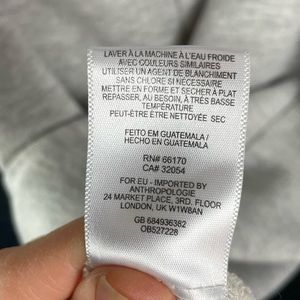 LAVER À LA MACHINE À L'EAU FROIDE
AVEC COULEURS SIMILAIRES
UTILISER UN AGENT DE BLANCHIMENT
SANS CHLORE SI NÉCESSAIRE
METTRE EN FORME ET SÉCHER À PLAT
REPASSER, AU BESOIN, À TRÈS BASSE
TEMPÉRATURE
PEUT-ÊTRE ÊTRE NETTOYÉ SEC
FEITO EM GUATEMALA /
HECHO EN GUATEMALA
RN# 66170
CA# 32054
FOR EU - IMPORTED BY
ANTHROPOLOGIE
24 MARKET PLACE, 3RD. FLOOR
LONDON, UK W1W8AN
GB 684936362
OB527228